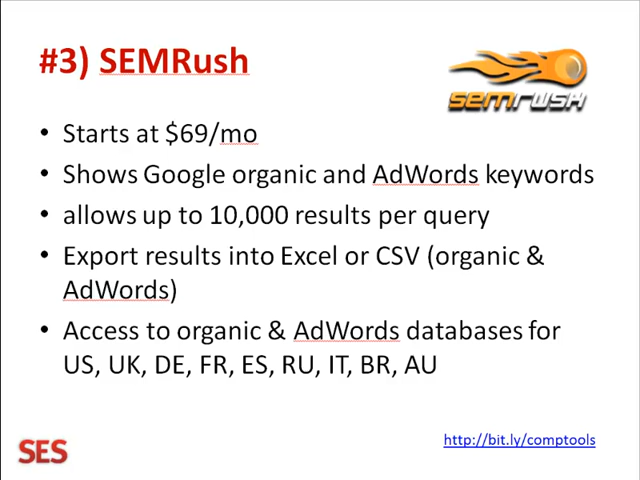 #3) SEMRush
semrush
• Starts at $69/mo
• Shows Google organic and AdWords keywords
• allows up to 10,000 results per query
• Export results into Excel or CSV (organic &
AdWords)
• Access to organic & AdWords databases for
US, UK, DE, FR, ES, RU, IT, BR, AU
SES
http://bit.ly/comptools